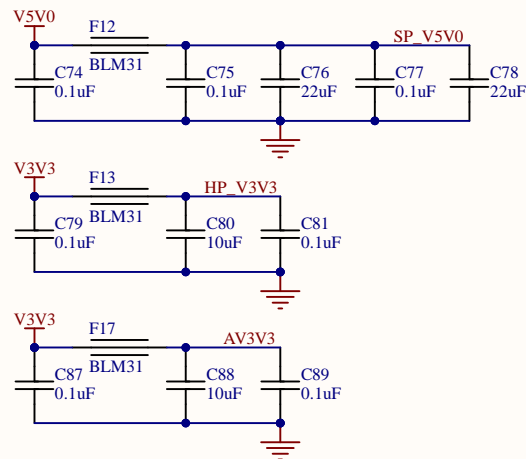 V5V0
F12
SP_V5V0
BLM31
C74
0.1uF
C75
0.1uF
C76
22uF
C77
0.1uF
C78
22uF
V3V3
F13
HP_V3V3
BLM31
C79
0.1uF
C80
10uF
C81
0.1uF
V3V3
F17
AV3V3
BLM31
C87
0.1uF
C88
10uF
C89
0.1uF